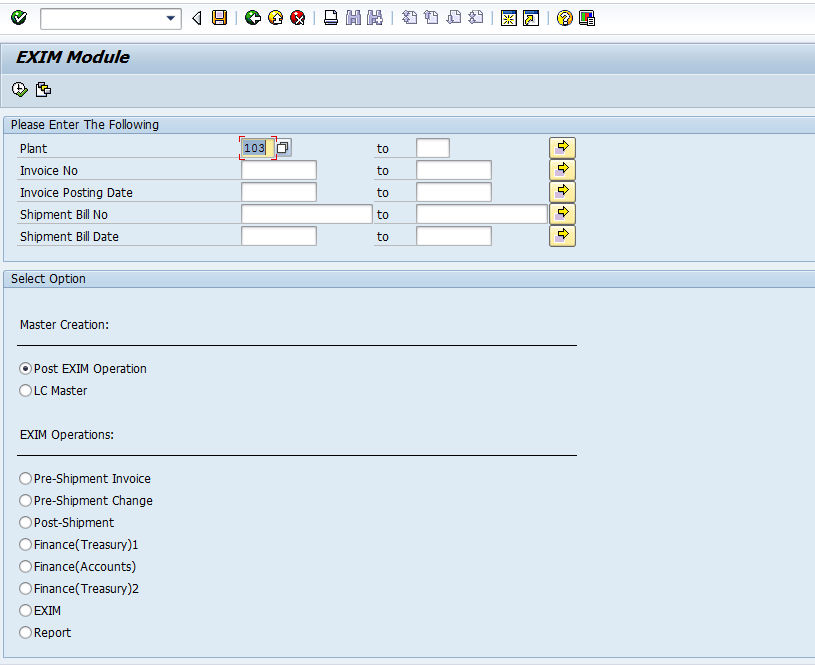 EXIM Module
Please Enter The Following
Plant 103 to
Invoice No to
Invoice Posting Date to
Shipment Bill No to
Shipment Bill Date to
Select Option
Master Creation:
Post EXIM Operation
LC Master
EXIM Operations:
Pre-Shipment Invoice
Pre-Shipment Change
Post-Shipment
Finance(Treasury)1
Finance(Accounts)
Finance(Treasury)2
EXIM
Report